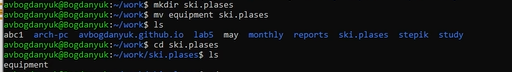 avbogdanyuk@Bogdanyuk:~/work$ mkdir ski.plases
avbogdanyuk@Bogdanyuk:~/work$ mv equipment ski.plases
avbogdanyuk@Bogdanyuk:~/work$ ls
abc1 arch-pc avbogdanyuk.github.io lab5 may monthly reports ski.plases stepik study
avbogdanyuk@Bogdanyuk:~/work$ cd ski.plases
avbogdanyuk@Bogdanyuk:~/work/ski.plases$ ls
equipment